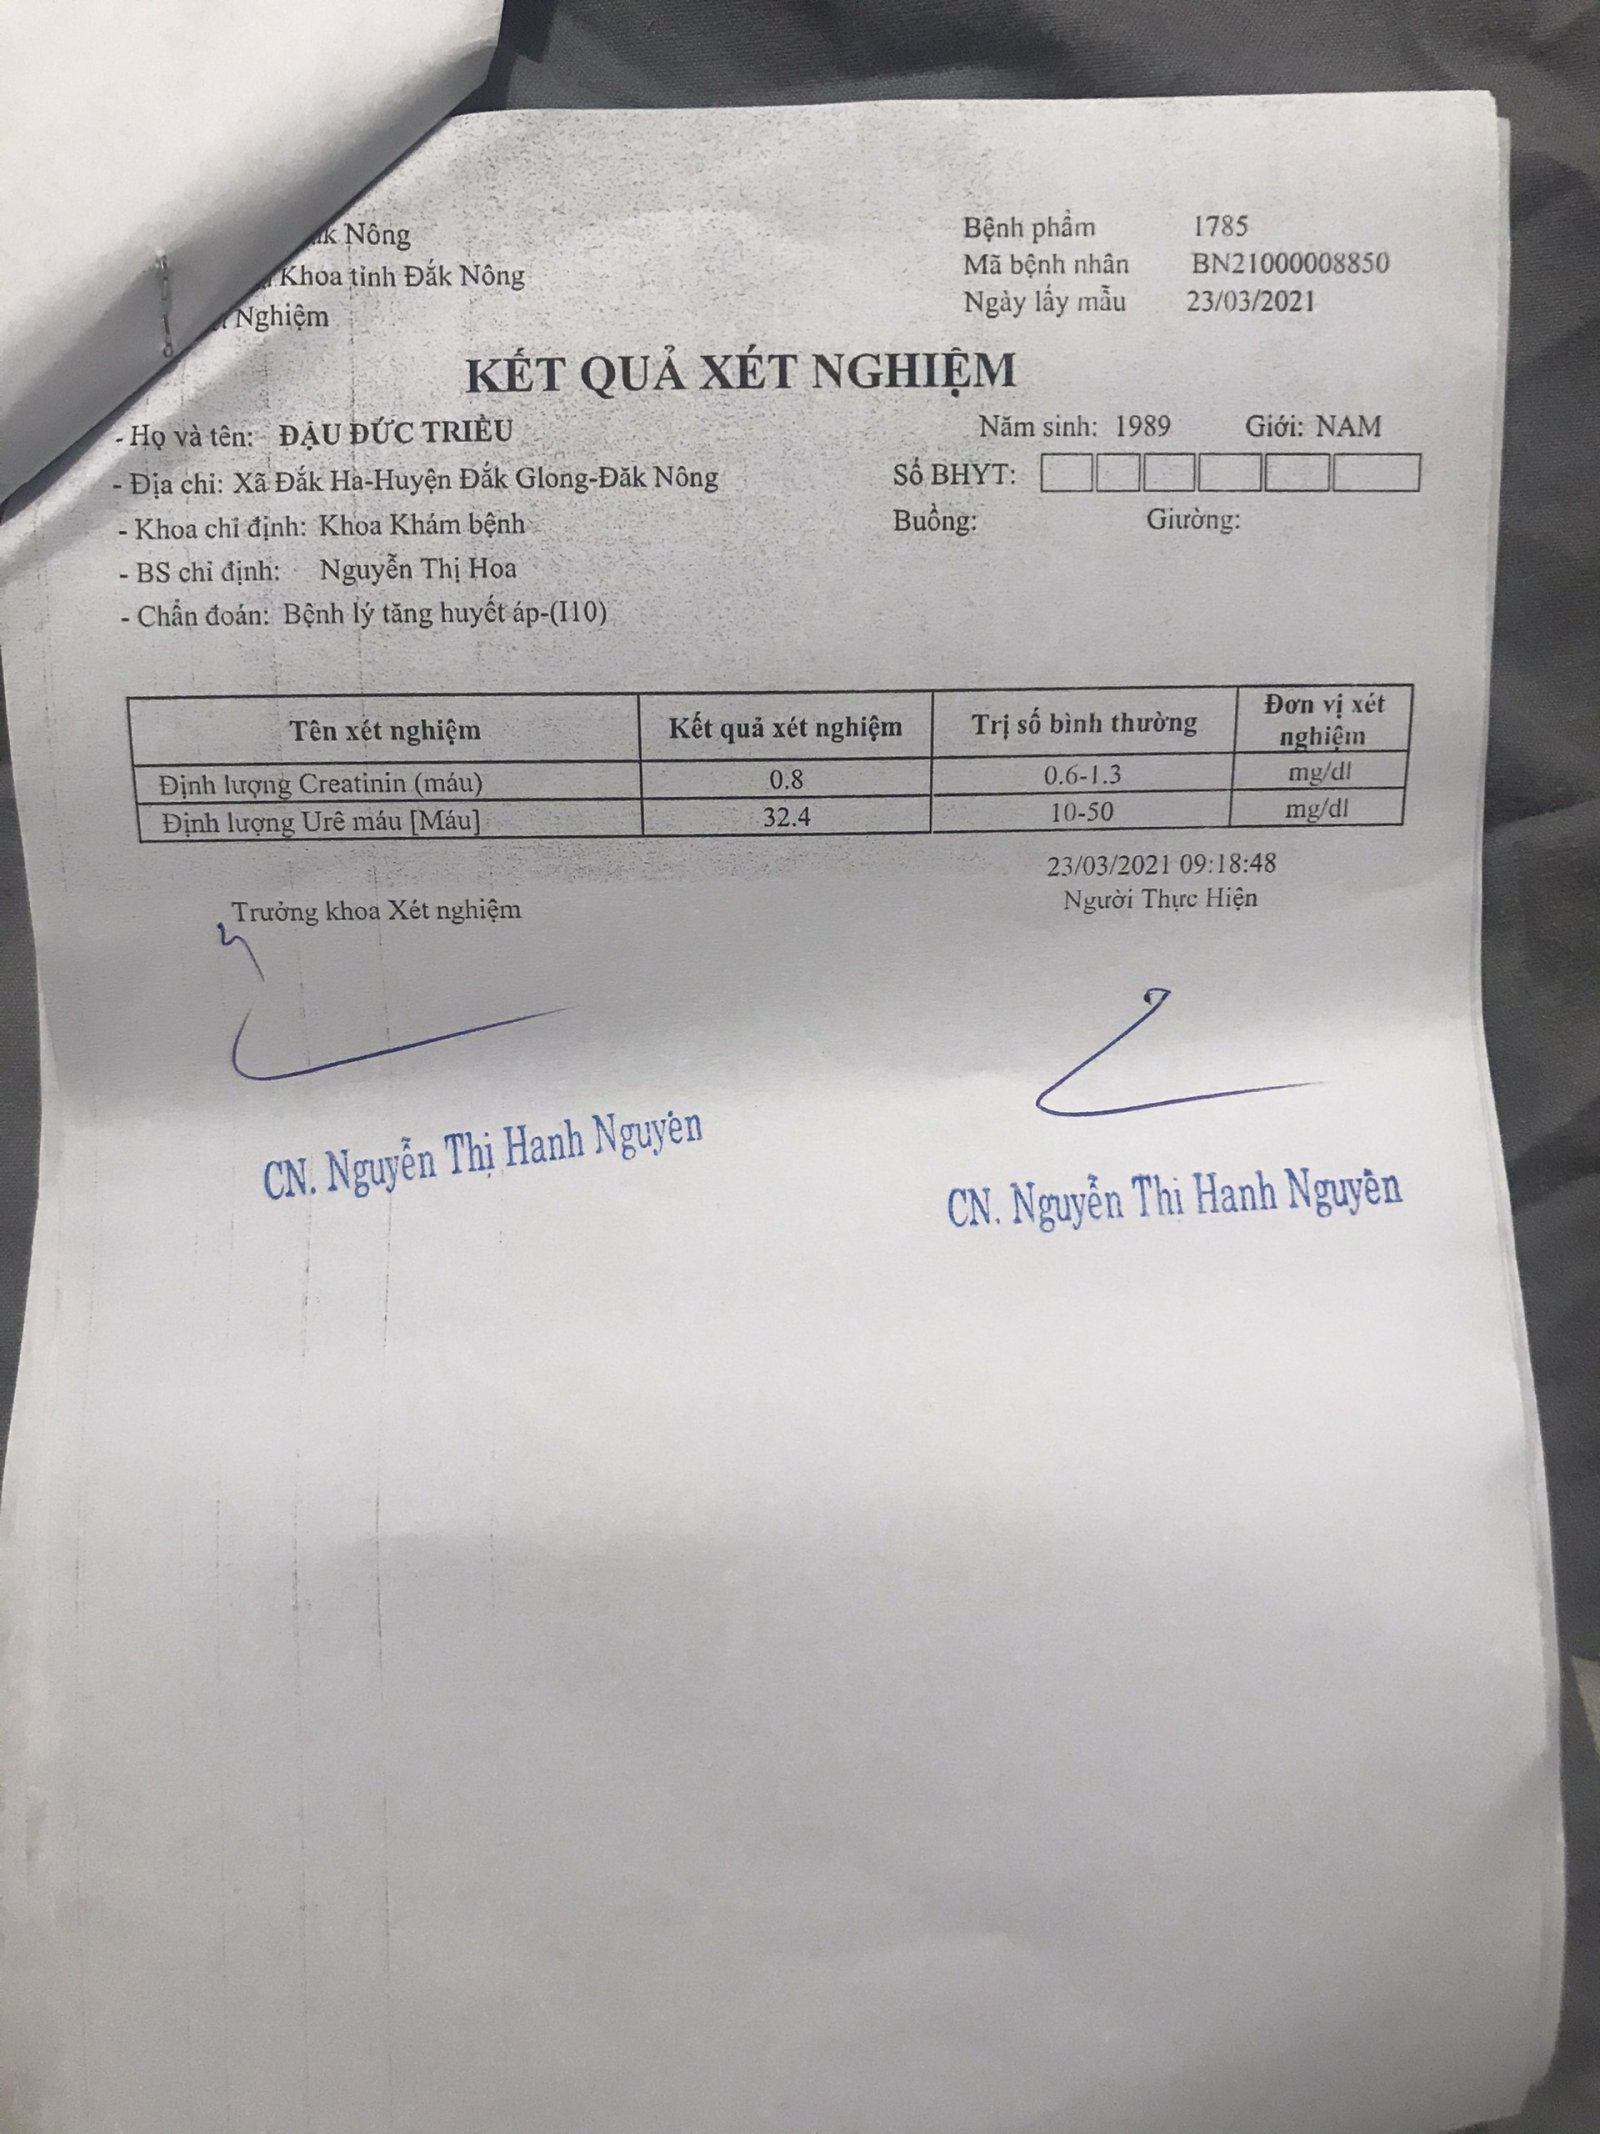 Nông
Khoa tỉnh Đắk Nông
Nghiệm
Bệnh phẩm 1785
Mã bệnh nhân BN21000008850
Ngày lấy mẫu 23/03/2021
KẾT QUẢ XÉT NGHIỆM
- Họ và tên: ĐẬU ĐỨC TRIỀU Năm sinh: 1989 Giới: NAM
- Địa chỉ: Xã Đắk Ha-Huyện Đắk Glong-Đăk Nông Số BHYT:
- Khoa chỉ định: Khoa Khám bệnh Buồng: Giường:
- BS chỉ định: Nguyễn Thị Hoa
- Chẩn đoán: Bệnh lý tăng huyết áp-(I10)
Tên xét nghiệm Kết quả xét nghiệm Trị số bình thường Đơn vị xét nghiệm
Định lượng Creatinin (máu) 0.8 0.6-1.3 mg/dl
Định lượng Urê máu [Máu] 32.4 10-50 mg/dl
23/03/2021 09:18:48
Trưởng khoa Xét nghiệm Người Thực Hiện
CN. Nguyễn Thị Hanh Nguyên CN. Nguyễn Thị Hanh Nguyên